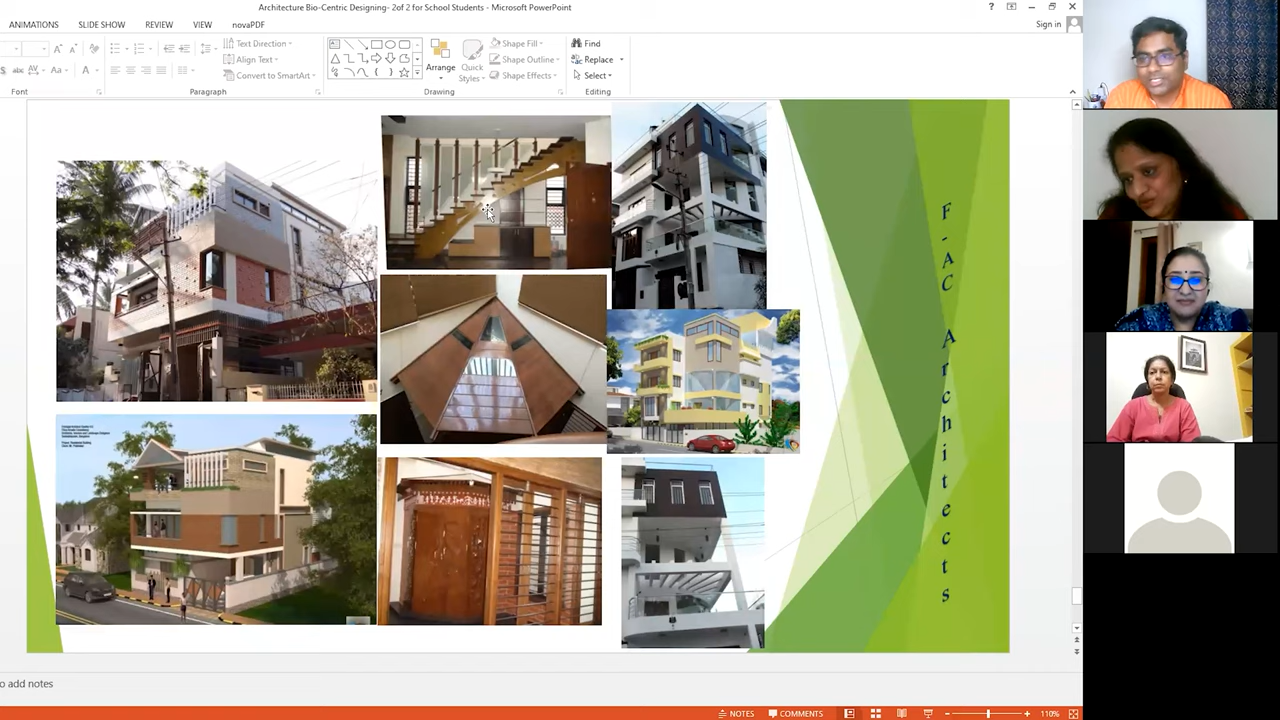 Architecture Bio-Centric Designing- 2of 2 for School Students - Microsoft PowerPoint
?
ANIMATIONS SLIDE SHOW REVIEW VIEW novaPDF
Sign in
Text Direction
Align Text
Convert to SmartArt
Aa
A
Arrange
Quick Styles
Shape Fill
Shape Outline
Shape Effects
Find
Replace
Select
Font
Paragraph
Drawing
Editing
F-AC Architects
o add notes
NOTES COMMENTS 110%